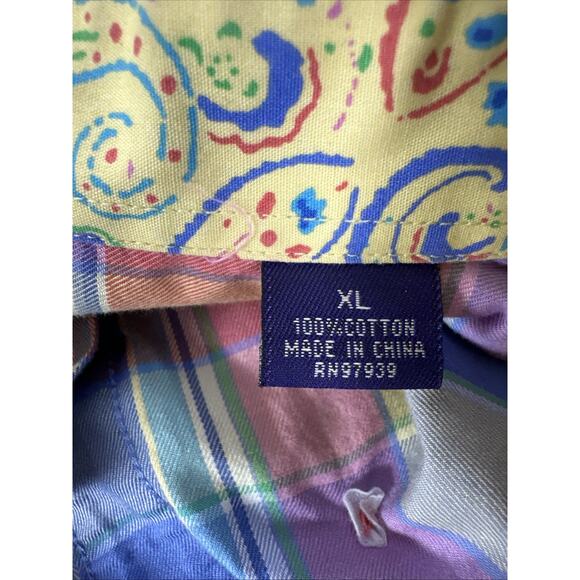 XL
100% COTTON
MADE IN CHINA
RN97939